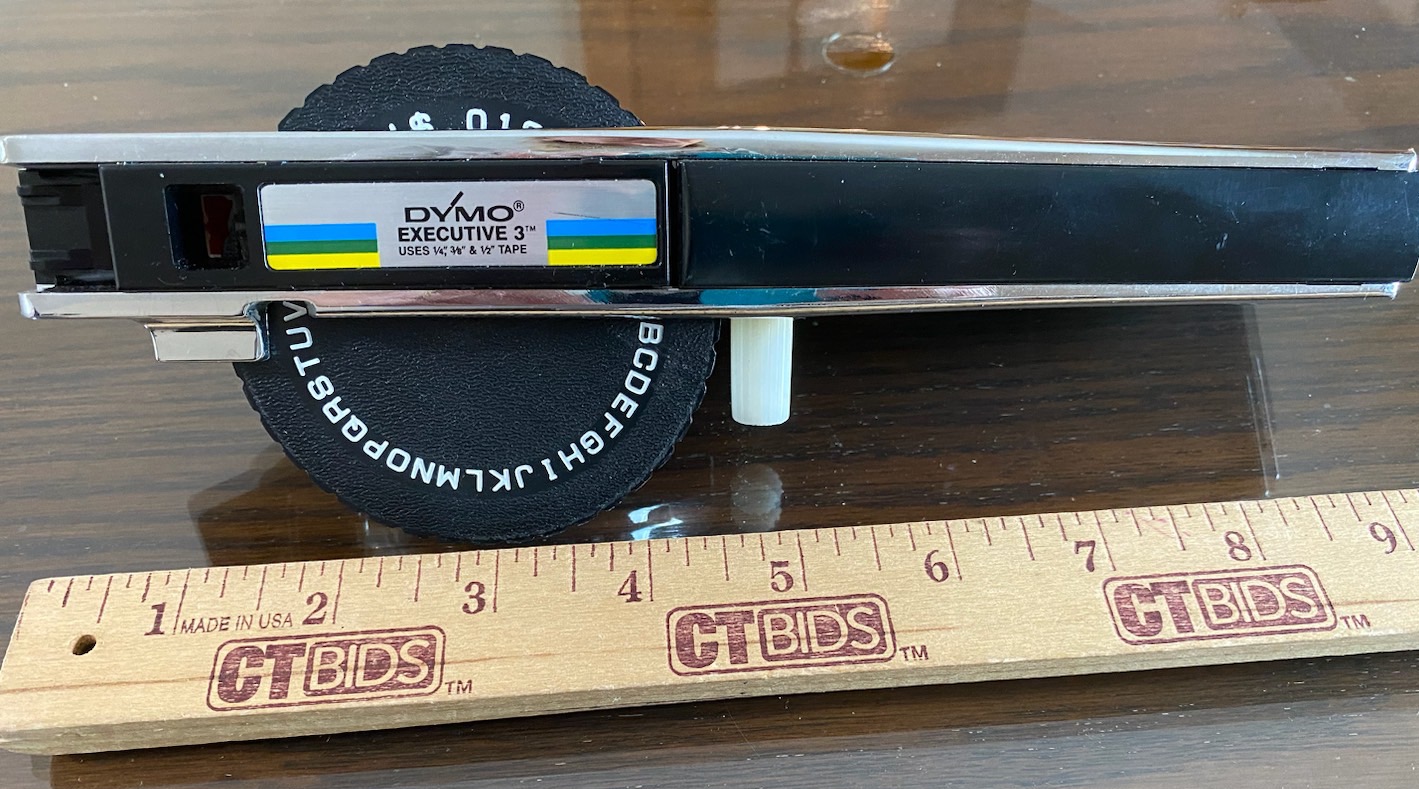 $ 01
DYMO®
EXECUTIVE 3™
USES ¼", ⅜" & ½" TAPE
BCDEFGHIJKLMNOPQRSTUV
1 2 3 4 5 6 7 8 9
MADE IN USA
CTBIDS™ CTBIDS™ CTBIDS™